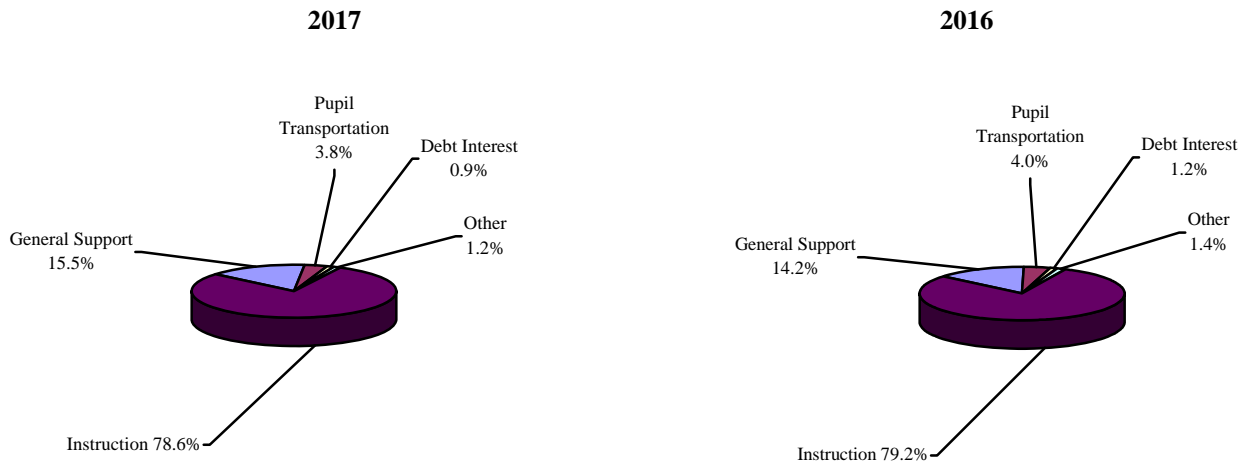 2017
Pupil
Transportation
3.8%
Debt Interest
0.9%
Other
1.2%
General Support
15.5%
Instruction 78.6%
2016
Pupil
Transportation
4.0%
Debt Interest
1.2%
Other
1.4%
General Support
14.2%
Instruction 79.2%